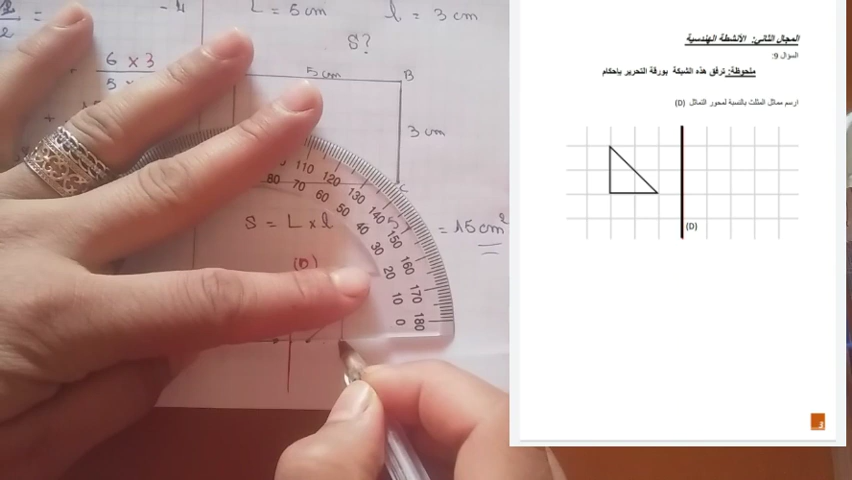 L = 5 cm l = 3 cm
S?
6 x 3
5 cm B
3 cm
C
S = L x l = 15 cm²
(D)
80 70 60 50 40 30 20 10 0
110 120 130 140 150 160 170 180
المجال الثاني: الأنشطة الهندسية
السؤال 9:
ملحوظة: ترفق هذه الشبكة بورقة التحرير بإحكام
ارسم مماثل المثلث بالنسبة لمحور التماثل (D)
(D)
3